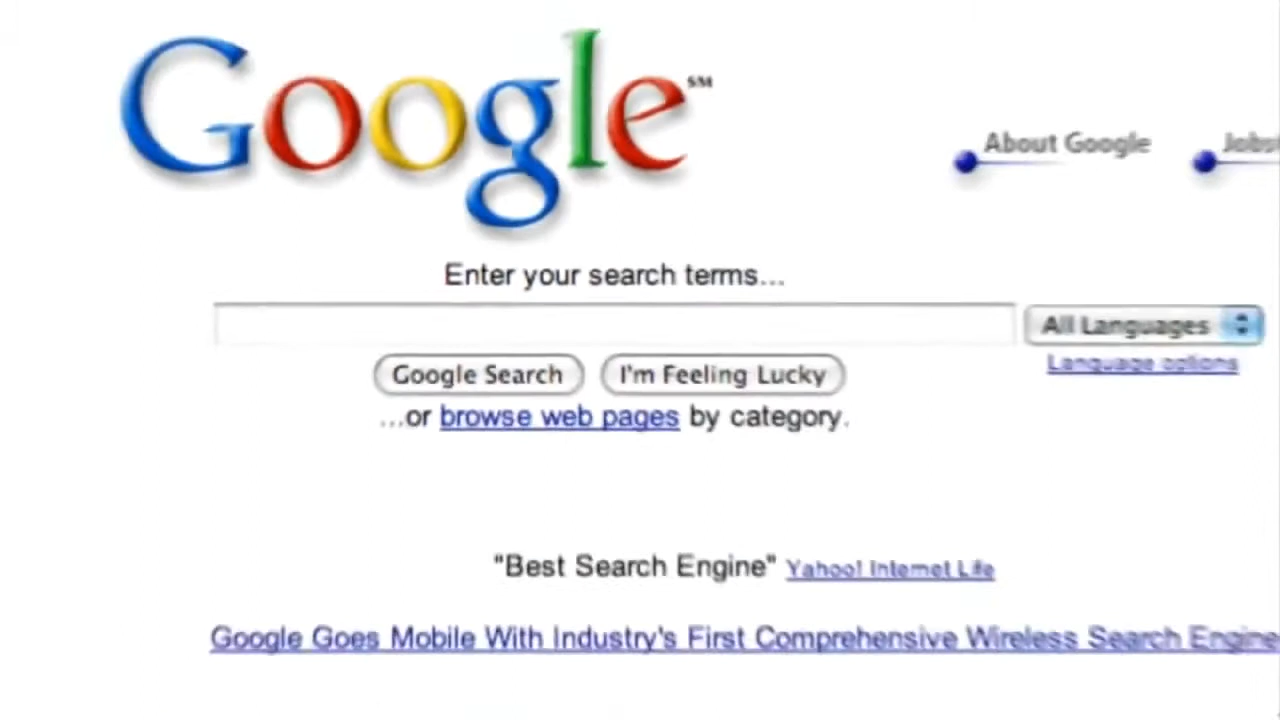 Google℠
About Google
Jobs
Enter your search terms...
All Languages
Language options
Google Search
I'm Feeling Lucky
...or browse web pages by category.
"Best Search Engine" Yahoo! Internet Life
Google Goes Mobile With Industry's First Comprehensive Wireless Search Engine